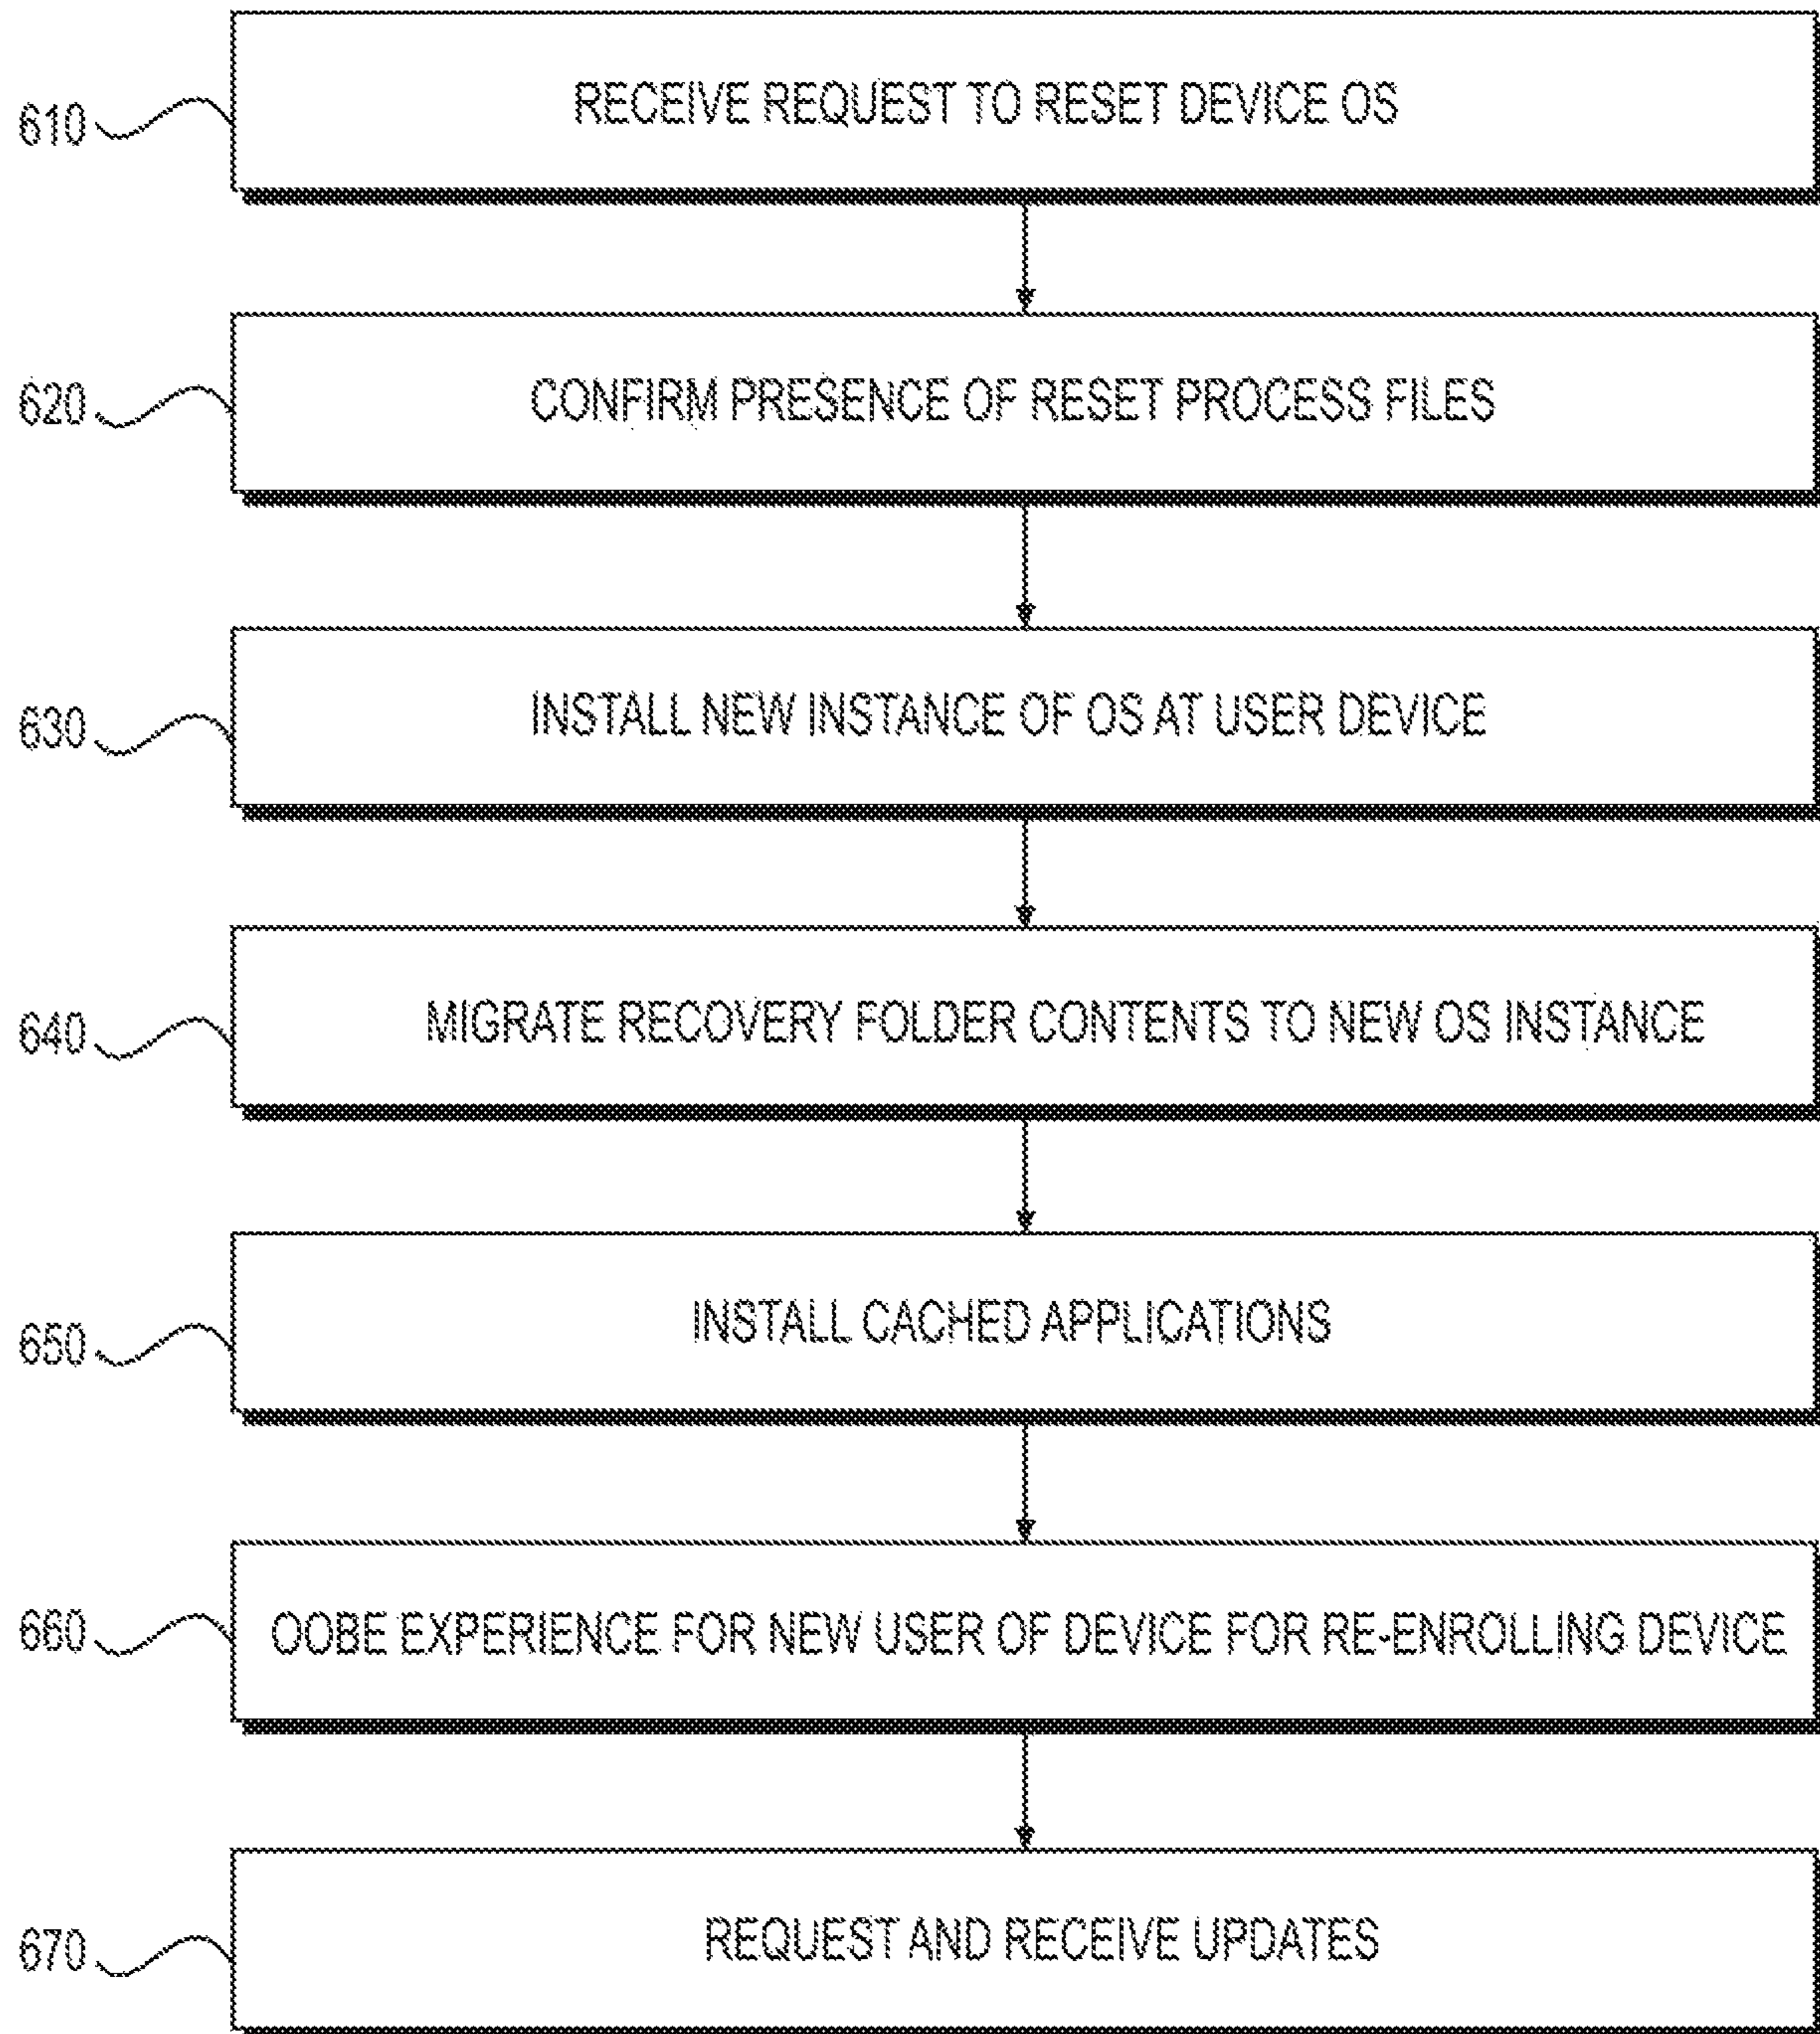 610
RECEIVE REQUEST TO RESET DEVICE OS
620
CONFIRM PRESENCE OF RESET PROCESS FILES
630
INSTALL NEW INSTANCE OF OS AT USER DEVICE
640
MIGRATE RECOVERY FOLDER CONTENTS TO NEW OS INSTANCE
650
INSTALL CACHED APPLICATIONS
660
OOBE EXPERIENCE FOR NEW USER OF DEVICE FOR RE-ENROLLING DEVICE
670
REQUEST AND RECEIVE UPDATES